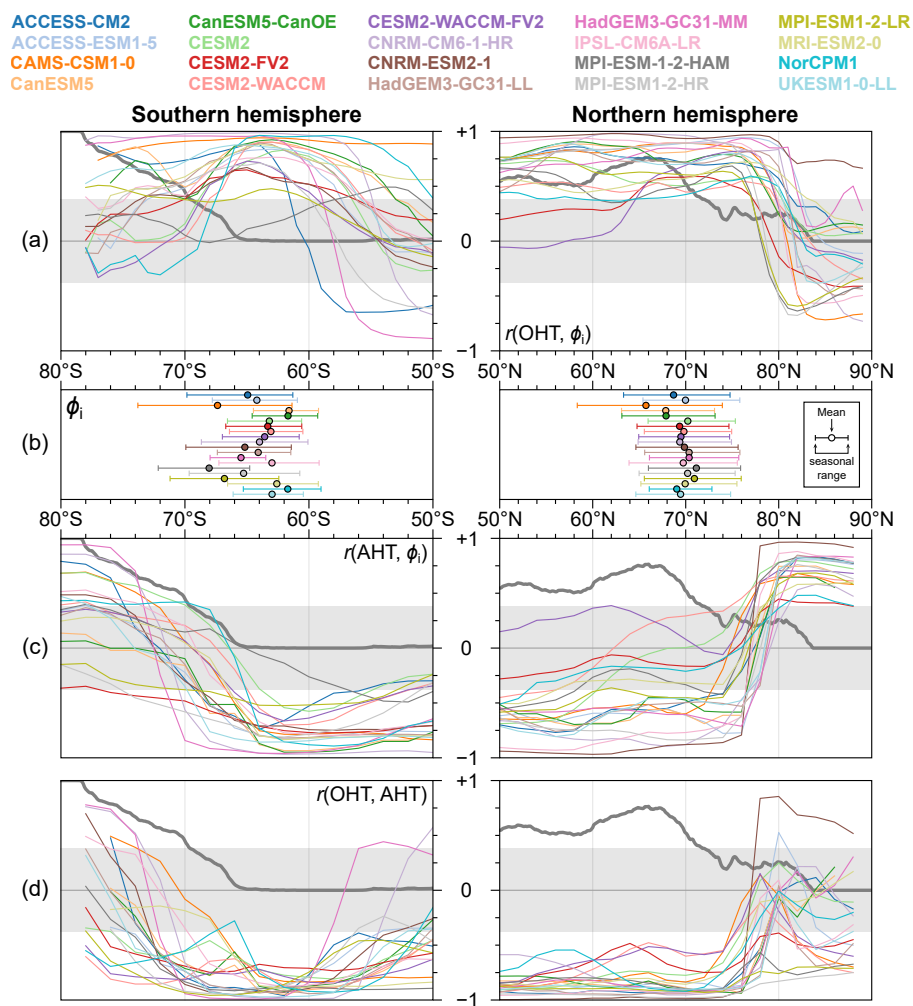 ACCESS-CM2 CanESM5-CanOE CESM2-WACCM-FV2 HadGEM3-GC31-MM MPI-ESM1-2-LR
ACCESS-ESM1-5 CESM2 CNRM-CM6-1-HR IPSL-CM6A-LR MRI-ESM2-0
CAMS-CSM1-0 CESM2-FV2 CNRM-ESM2-1 MPI-ESM-1-2-HAM NorCPM1
CanESM5 CESM2-WACCM HadGEM3-GC31-LL MPI-ESM1-2-HR UKESM1-0-LL
Southern hemisphere Northern hemisphere
+1
(a) 0
r(OHT, ϕi)
−1
80°S 70°S 60°S 50°S 50°N 60°N 70°N 80°N 90°N
ϕi
Mean
(b)
seasonal
range
80°S 70°S 60°S 50°S 50°N 60°N 70°N 80°N 90°N
r(AHT, ϕi) +1
(c) 0
−1
+1
r(OHT, AHT)
(d) 0
−1